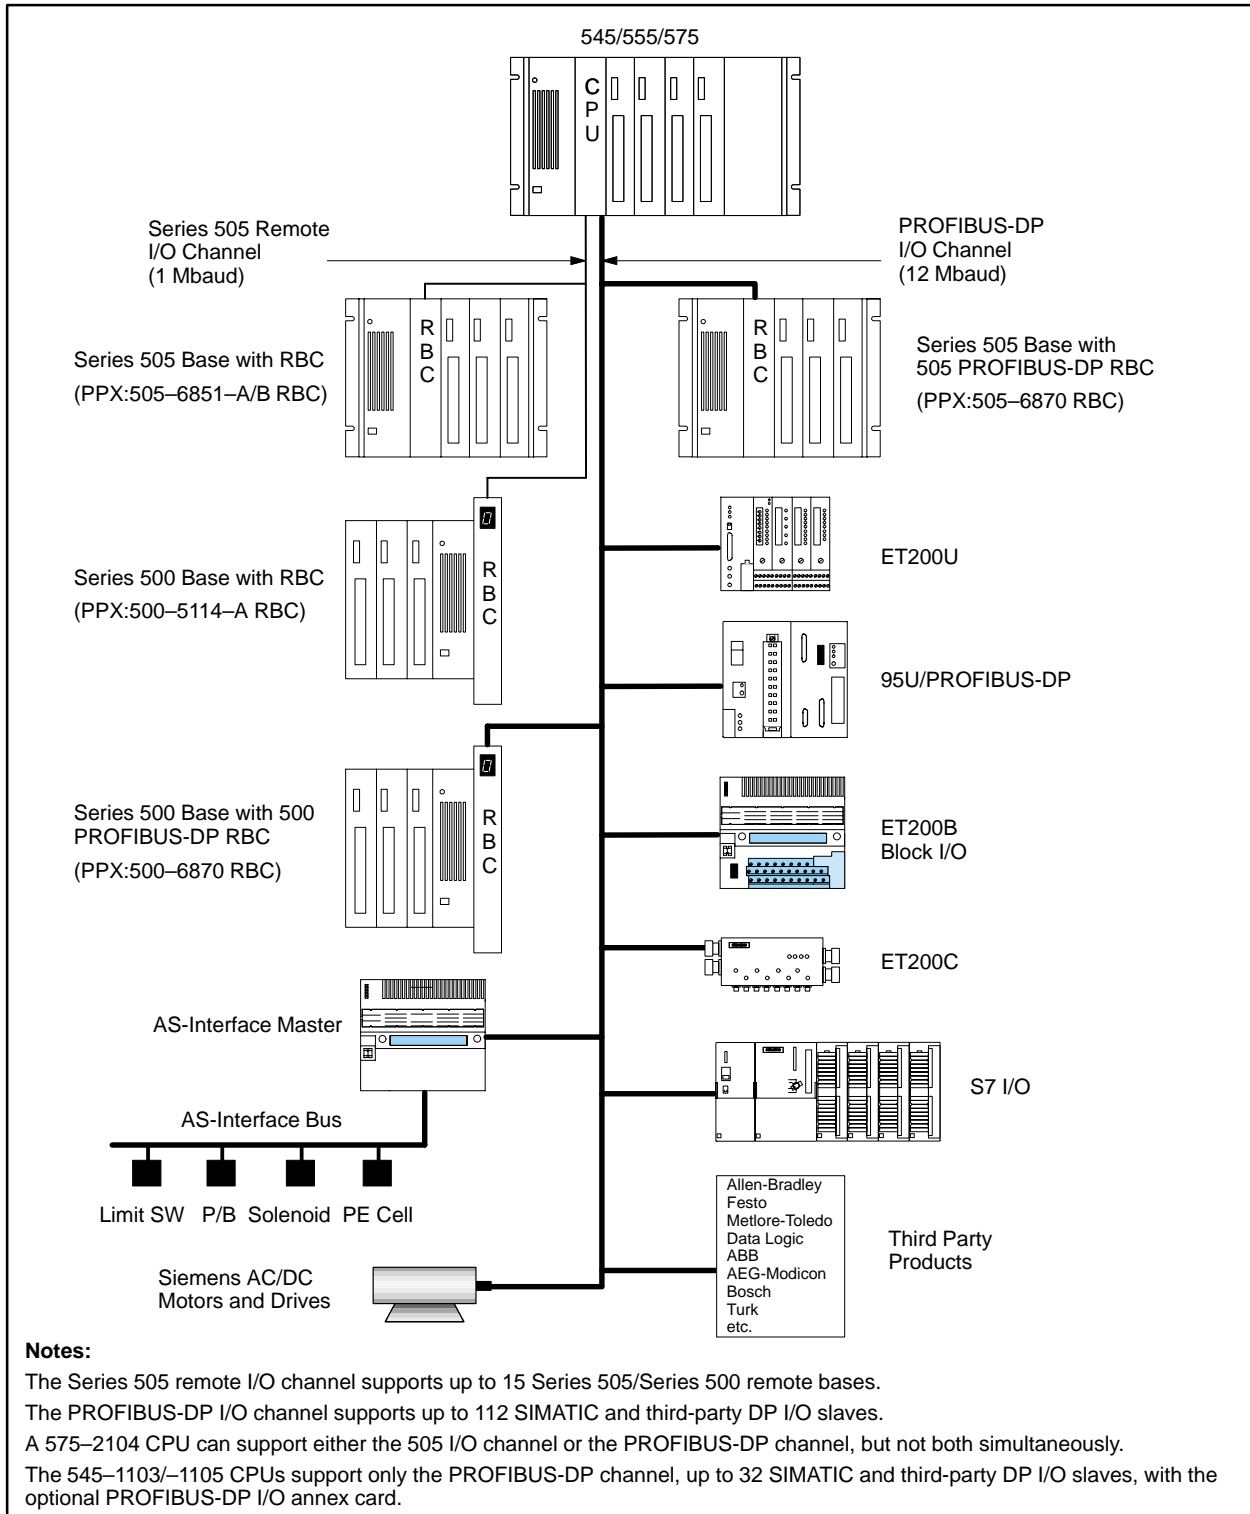 545/555/575
CPU
Series 505 Remote
I/O Channel
(1 Mbaud)
PROFIBUS-DP
I/O Channel
(12 Mbaud)
RBC
RBC
Series 505 Base with RBC
(PPX:505–6851–A/B RBC)
Series 505 Base with
505 PROFIBUS-DP RBC
(PPX:505–6870 RBC)
0
RBC
Series 500 Base with RBC
(PPX:500–5114–A RBC)
ET200U
95U/PROFIBUS-DP
0
RBC
Series 500 Base with 500
PROFIBUS-DP RBC
(PPX:500–6870 RBC)
ET200B
Block I/O
ET200C
AS-Interface Master
S7 I/O
AS-Interface Bus
Limit SW P/B Solenoid PE Cell
Allen-Bradley
Festo
Metlore-Toledo
Data Logic
ABB
AEG-Modicon
Bosch
Turk
etc.
Third Party
Products
Siemens AC/DC
Motors and Drives
Notes:
The Series 505 remote I/O channel supports up to 15 Series 505/Series 500 remote bases.
The PROFIBUS-DP I/O channel supports up to 112 SIMATIC and third-party DP I/O slaves.
A 575–2104 CPU can support either the 505 I/O channel or the PROFIBUS-DP channel, but not both simultaneously.
The 545–1103/–1105 CPUs support only the PROFIBUS-DP channel, up to 32 SIMATIC and third-party DP I/O slaves, with the
optional PROFIBUS-DP I/O annex card.